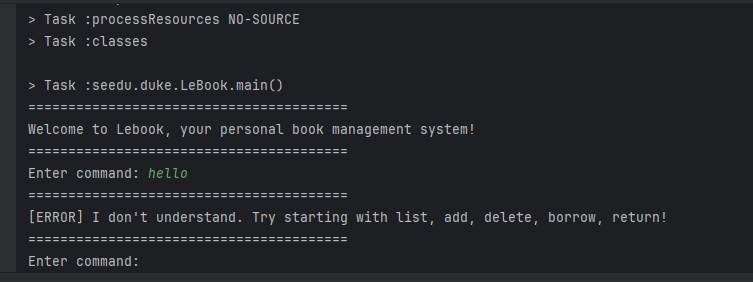 > Task :processResources NO-SOURCE
> Task :classes
> Task :seedu.duke.LeBook.main()
========================================
Welcome to Lebook, your personal book management system!
========================================
Enter command: hello
========================================
[ERROR] I don't understand. Try starting with list, add, delete, borrow, return!
========================================
Enter command: